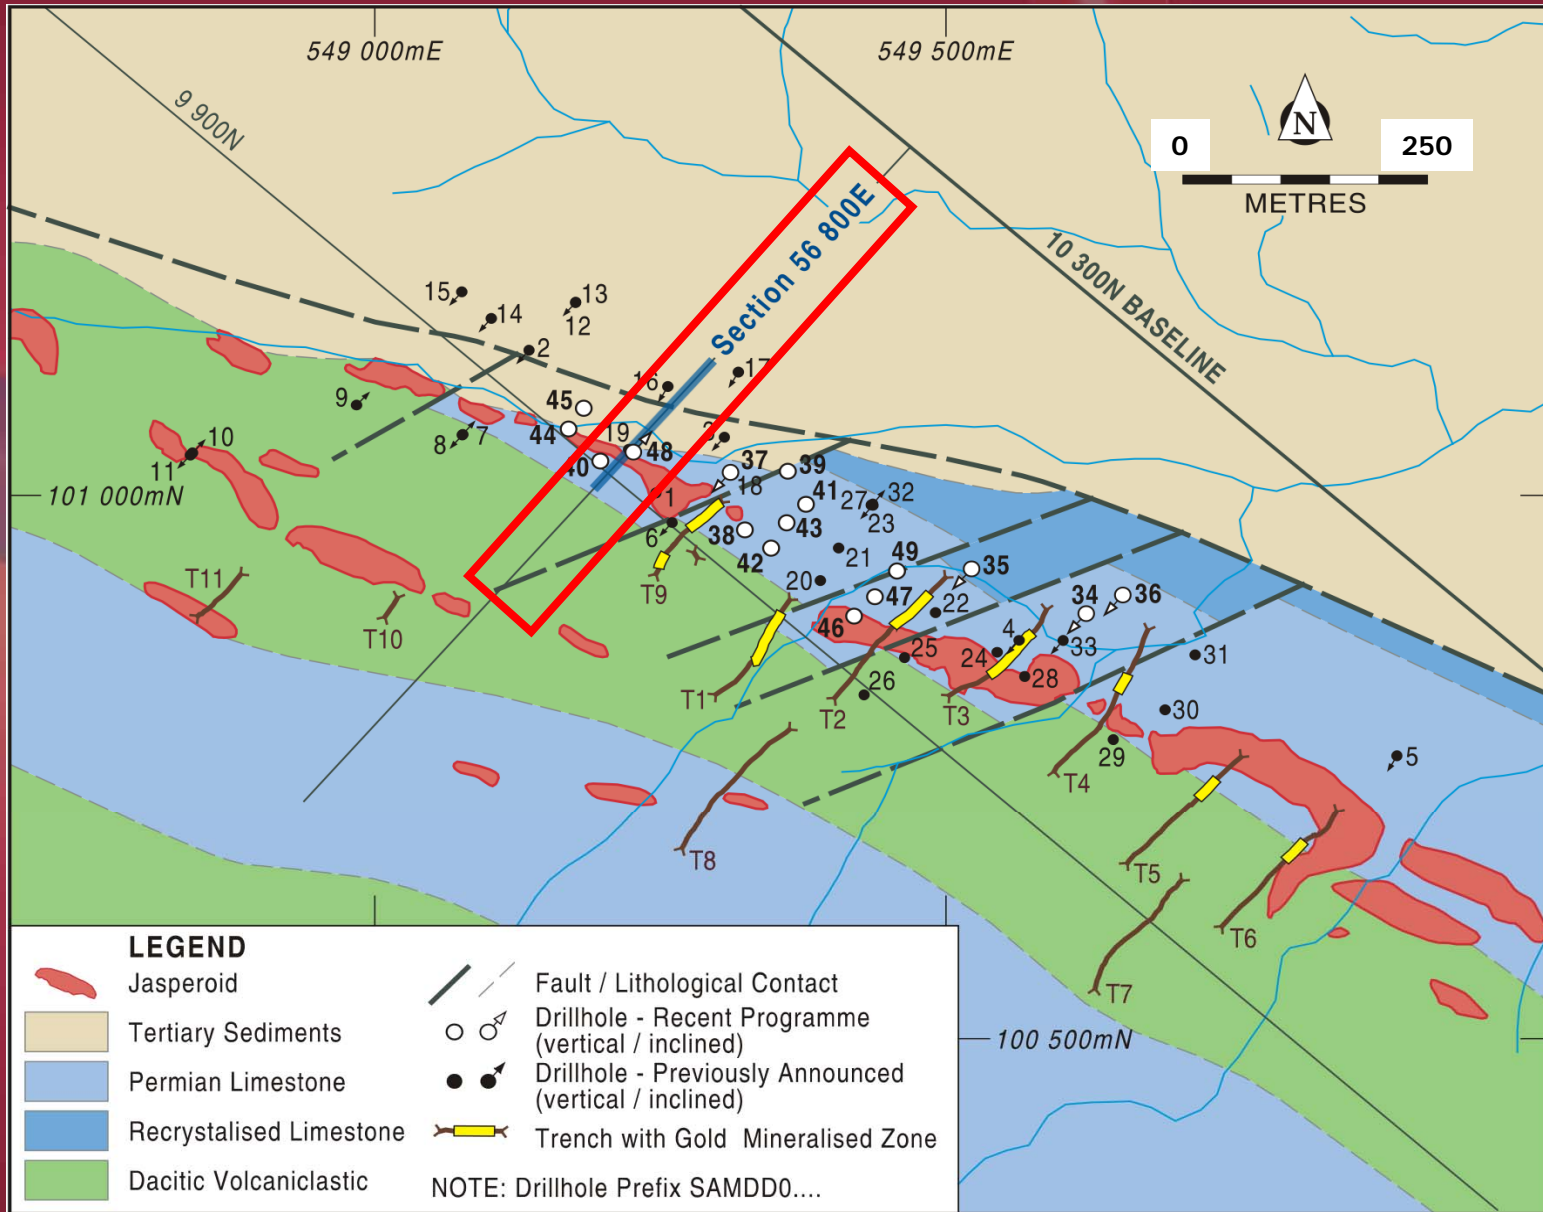 549 000mE
549 500mE
9 900N
N
0
250
METRES
Section 56 800E
10 300N BASELINE
15
14
13
12
2
16
17
9
45
44
19
3
8
7
10
11
40
48
37
18
39
41
27
32
23
101 000mN
1
6
38
43
42
21
49
35
20
47
22
46
34
36
4
33
24
25
26
28
31
30
29
5
T11
T10
T9
T1
T2
T3
T4
T8
T5
T6
T7
100 500mN
LEGEND
Jasperoid
Tertiary Sediments
Permian Limestone
Recrystalised Limestone
Dacitic Volcaniclastic
Fault / Lithological Contact
Drillhole - Recent Programme
(vertical / inclined)
Drillhole - Previously Announced
(vertical / inclined)
Trench with Gold Mineralised Zone
NOTE: Drillhole Prefix SAMDD0....